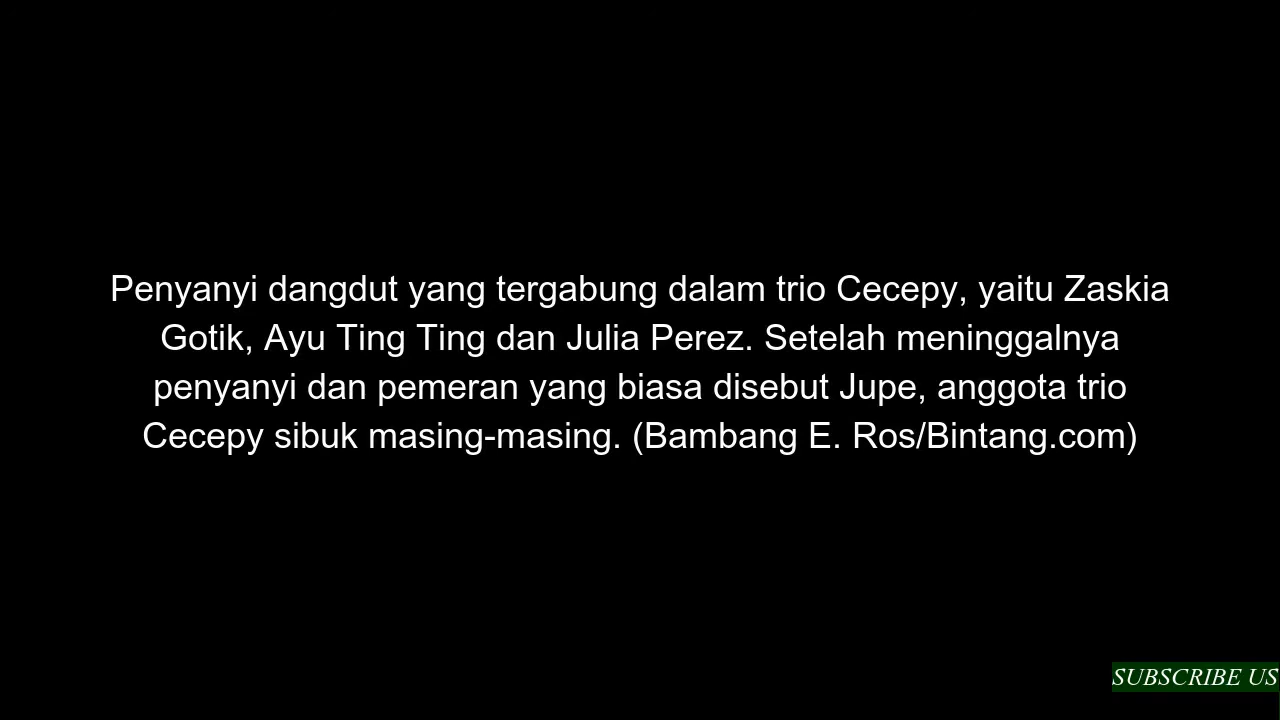 Penyanyi dangdut yang tergabung dalam trio Cecepy, yaitu Zaskia
Gotik, Ayu Ting Ting dan Julia Perez. Setelah meninggalnya
penyanyi dan pemeran yang biasa disebut Jupe, anggota trio
Cecepy sibuk masing-masing. (Bambang E. Ros/Bintang.com)
SUBSCRIBE US